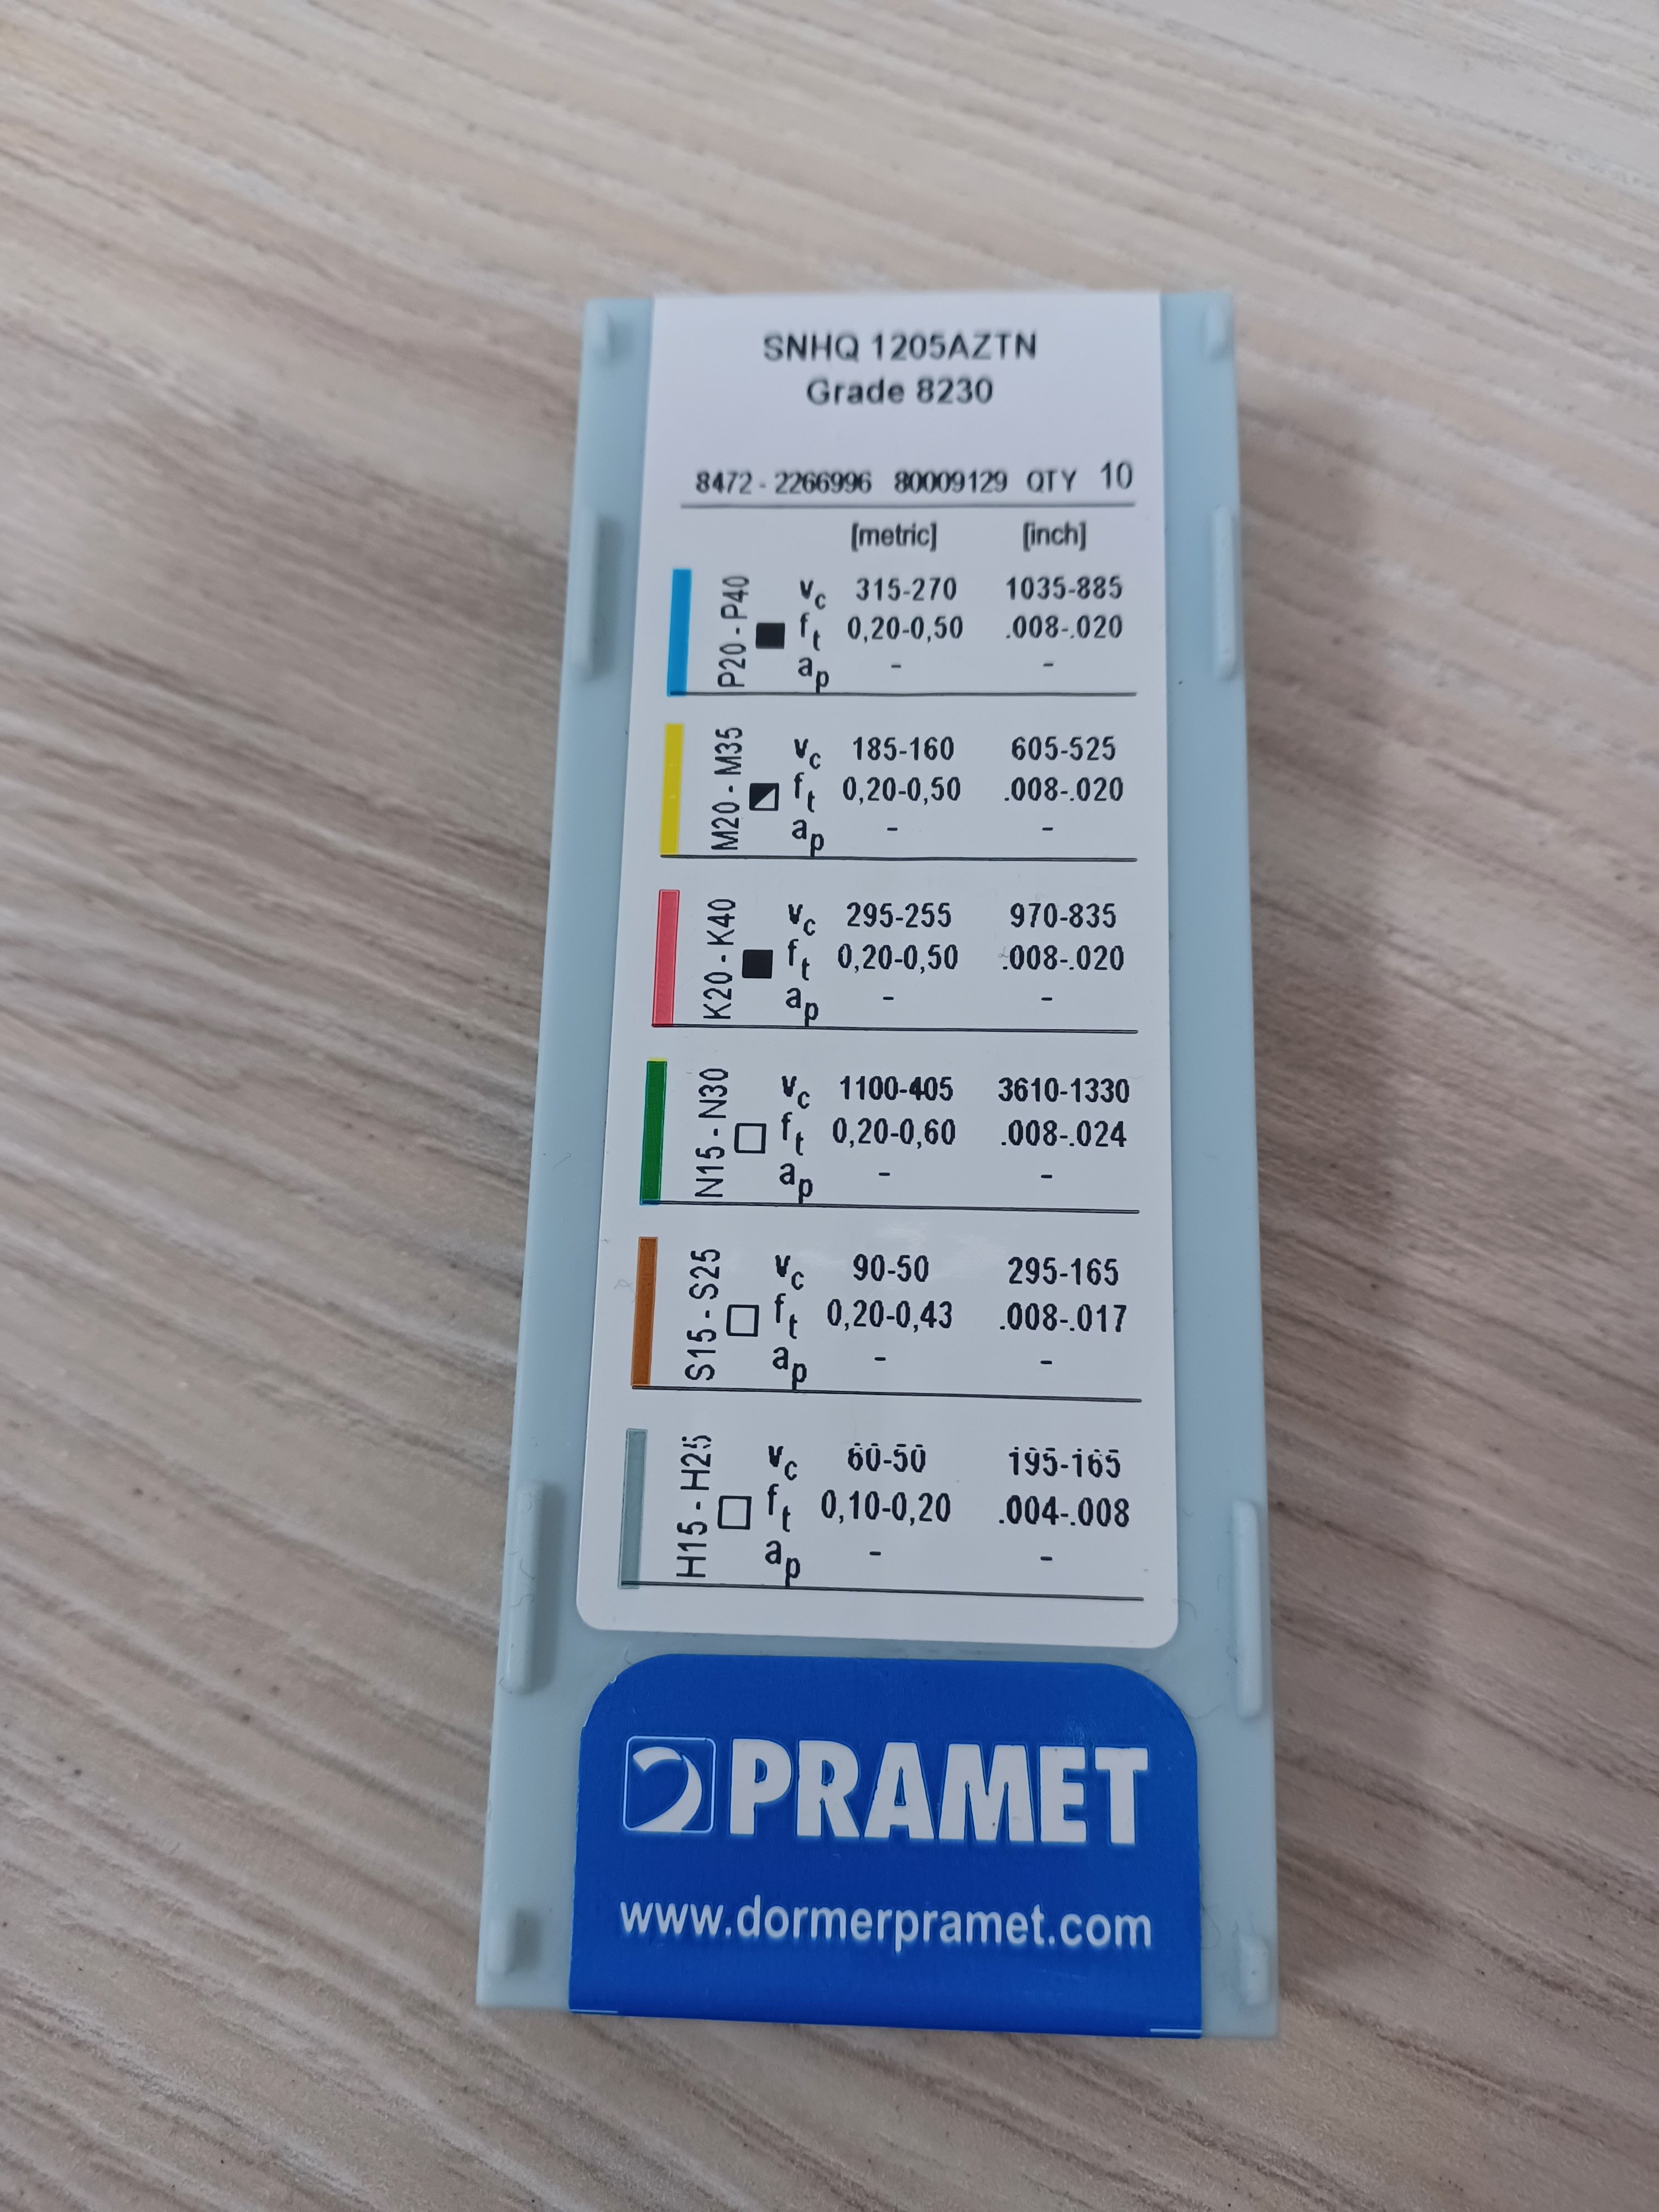 SNHQ 1205AZTN
Grade 8230
8472 - 2266996 80009129 QTY 10
[metric] [inch]
P20 - P40
vc 315-270 1035-885
ft 0,20-0,50 .008-.020
ap - -
M20 - M35
vc 185-160 605-525
ft 0,20-0,50 .008-.020
ap - -
K20 - K40
vc 295-255 970-835
ft 0,20-0,50 .008-.020
ap - -
N15 - N30
vc 1100-405 3610-1330
ft 0,20-0,60 .008-.024
ap - -
S15 - S25
vc 90-50 295-165
ft 0,20-0,43 .008-.017
ap - -
H15 - H25
vc 60-50 195-165
ft 0,10-0,20 .004-.008
ap - -
PRAMET
www.dormerpramet.com